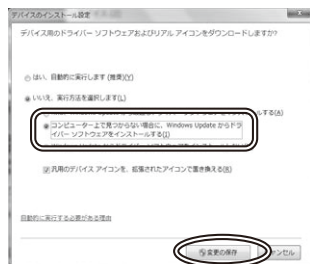 デバイスのインストール設定
デバイス用のドライバー ソフトウェアおよびリアル アイコンをダウンロードしますか?
はい、自動的に実行します (推奨)(Y)
いいえ、実行方法を選択します(L)
ルする(A)
コンピューター上で見つからない場合に、Windows Update からドラ
イバー ソフトウェアをインストールする(I)
汎用のデバイス アイコンを、拡張されたアイコンで置き換える(R)
自動的に実行する必要がある理由
変更の保存
ンセル